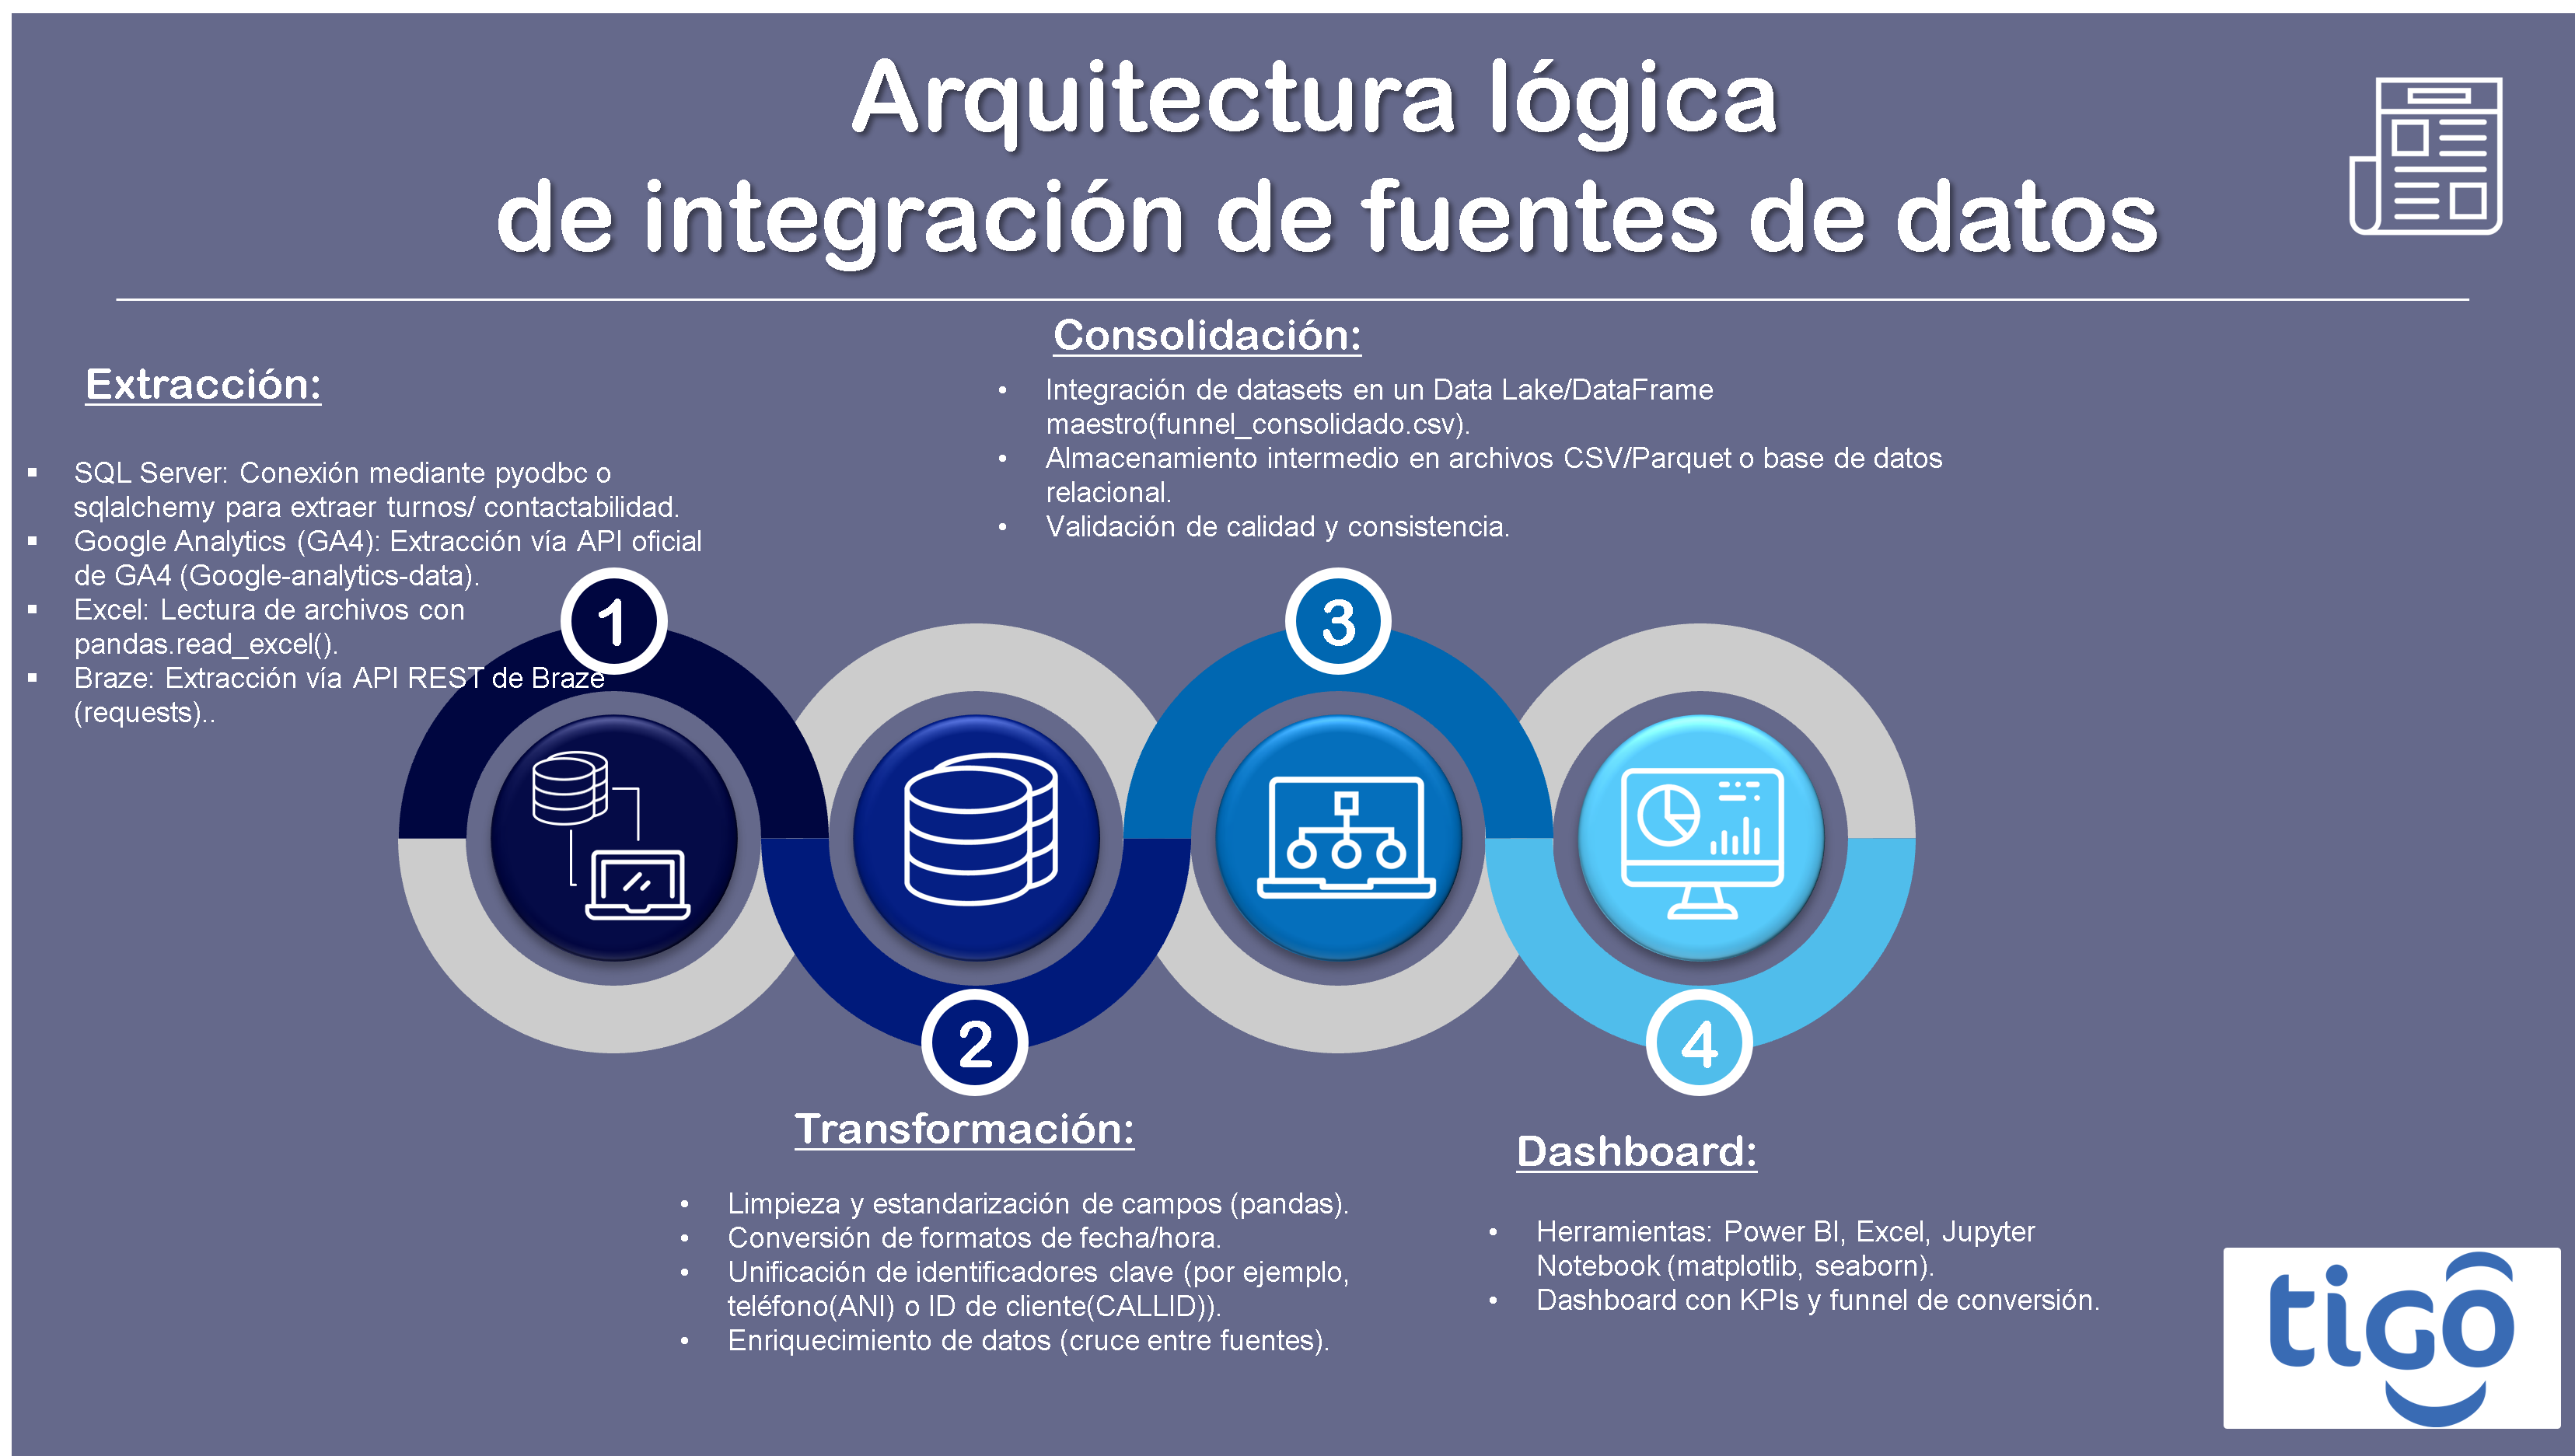 Arquitectura lógica
de integración de fuentes de datos
Extracción:
▪ SQL Server: Conexión mediante pyodbc o
sqlalchemy para extraer turnos/ contactabilidad.
▪ Google Analytics (GA4): Extracción vía API oficial
de GA4 (Google-analytics-data).
▪ Excel: Lectura de archivos con
pandas.read_excel().
▪ Braze: Extracción vía API REST de Braze
(requests)..
1
Consolidación:
• Integración de datasets en un Data Lake/DataFrame
maestro(funnel_consolidado.csv).
• Almacenamiento intermedio en archivos CSV/Parquet o base de datos
relacional.
• Validación de calidad y consistencia.
3
2
Transformación:
• Limpieza y estandarización de campos (pandas).
• Conversión de formatos de fecha/hora.
• Unificación de identificadores clave (por ejemplo,
teléfono(ANI) o ID de cliente(CALLID)).
• Enriquecimiento de datos (cruce entre fuentes).
4
Dashboard:
• Herramientas: Power BI, Excel, Jupyter
Notebook (matplotlib, seaborn).
• Dashboard con KPIs y funnel de conversión.
tigo